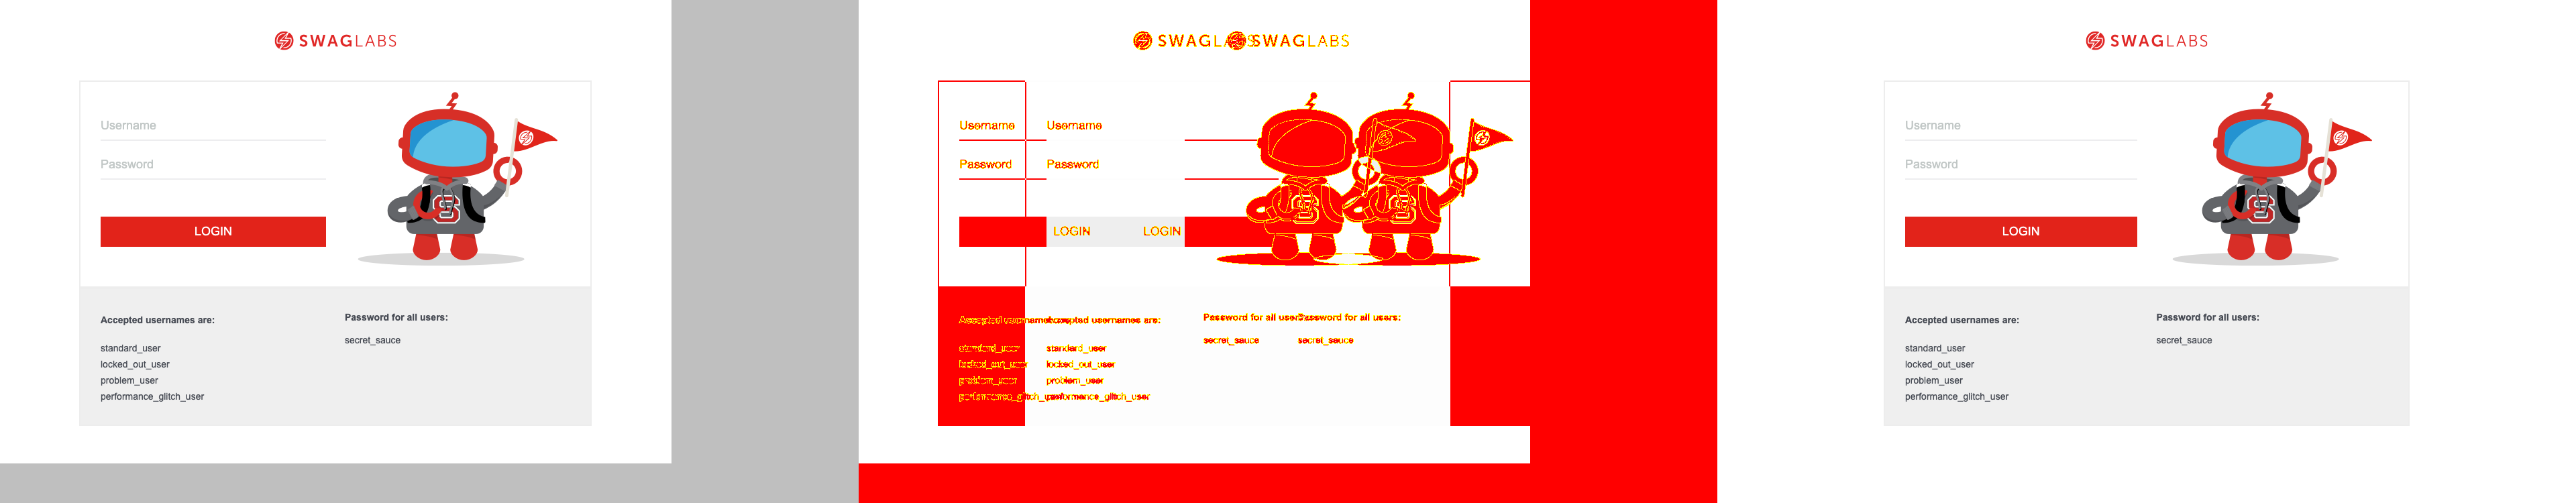 SWAGLABS
Username
Password
LOGIN
Accepted usernames are:
standard_user
locked_out_user
problem_user
performance_glitch_user
Password for all users:
secret_sauce
SWAGLABS SWAGLABS
Username Username
Password Password
LOGIN LOGIN
Accepted usernames are:
standard_user standard_user
locked_out_user locked_out_user
problem_user problem_user
performance_glitch_user performance_glitch_user
Password for all users: Password for all users:
secret_sauce secret_sauce
SWAGLABS
Username
Password
LOGIN
Accepted usernames are:
standard_user
locked_out_user
problem_user
performance_glitch_user
Password for all users:
secret_sauce